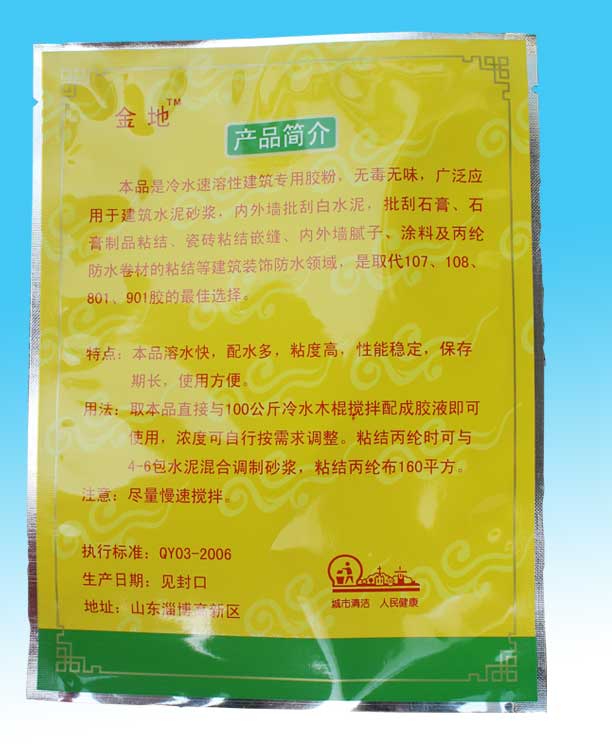 金地™
产品简介
本品是冷水速溶性建筑专用胶粉，无毒无味，广泛应
用于建筑水泥砂浆，内外墙批刮白水泥，批刮石膏、石
膏制品粘结、瓷砖粘结嵌缝、内外墙腻子、涂料及丙纶
防水卷材的粘结等建筑装饰防水领域，是取代107、108、
801、901胶的最佳选择。
特点：本品溶水快，配水多，粘度高，性能稳定，保存
期长，使用方便。
用法：取本品直接与100公斤冷水木棍搅拌配成胶液即可
使用，浓度可自行按需求调整。粘结丙纶时可与
4-6包水泥混合调制砂浆，粘结丙纶布160平方。
注意：尽量慢速搅拌。
执行标准：QY03-2006
生产日期：见封口
地址：山东淄博高新区
城市清洁 人民健康